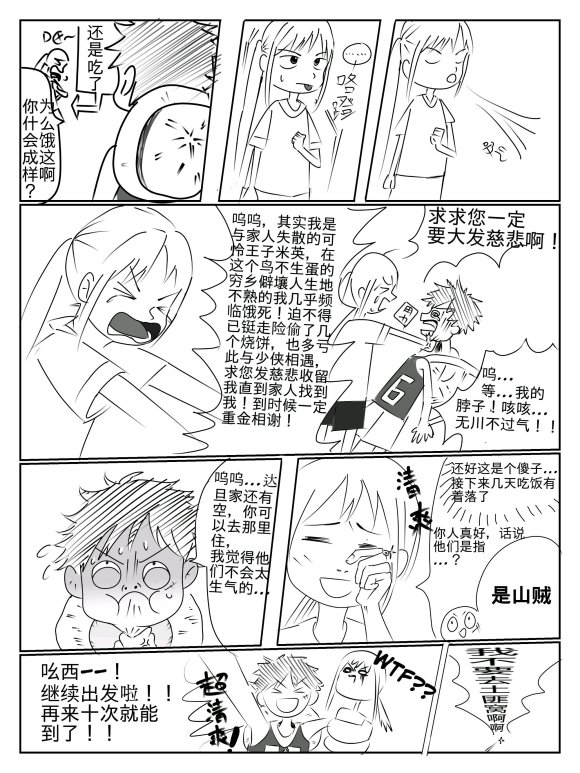 D:~
还是吃了
你为
什么
会饿
成这
样啊
？
......
咯噔
呜呜，其实我是
与家人失散的可
怜王子米英，在
这个鸟不生蛋的
穷乡僻壤人生地
不熟的我几乎频
临饿死！迫不得
已铤走险偷了几
个烧饼，也多亏
此与少侠相遇，
求您发慈悲收留
我直到家人找到
我！到时候一定
重金相谢！
求求您一定
要大发慈悲啊！
6
呜...
等...我的
脖子！咳咳...
无川不过气！！
呜呜...达
旦家还有
空，你可
以去那里
住，
我觉得他
们不会太
生气的...
清爽
还好这是个傻子...
接下来几天吃饭有
着落了
你人真好，话说
他们是指
...？
是山贼
吆西--！
继续出发啦！！
再来十次就能
到了！！
超清爽！
WTF??
我不要去土匪窝啊啊